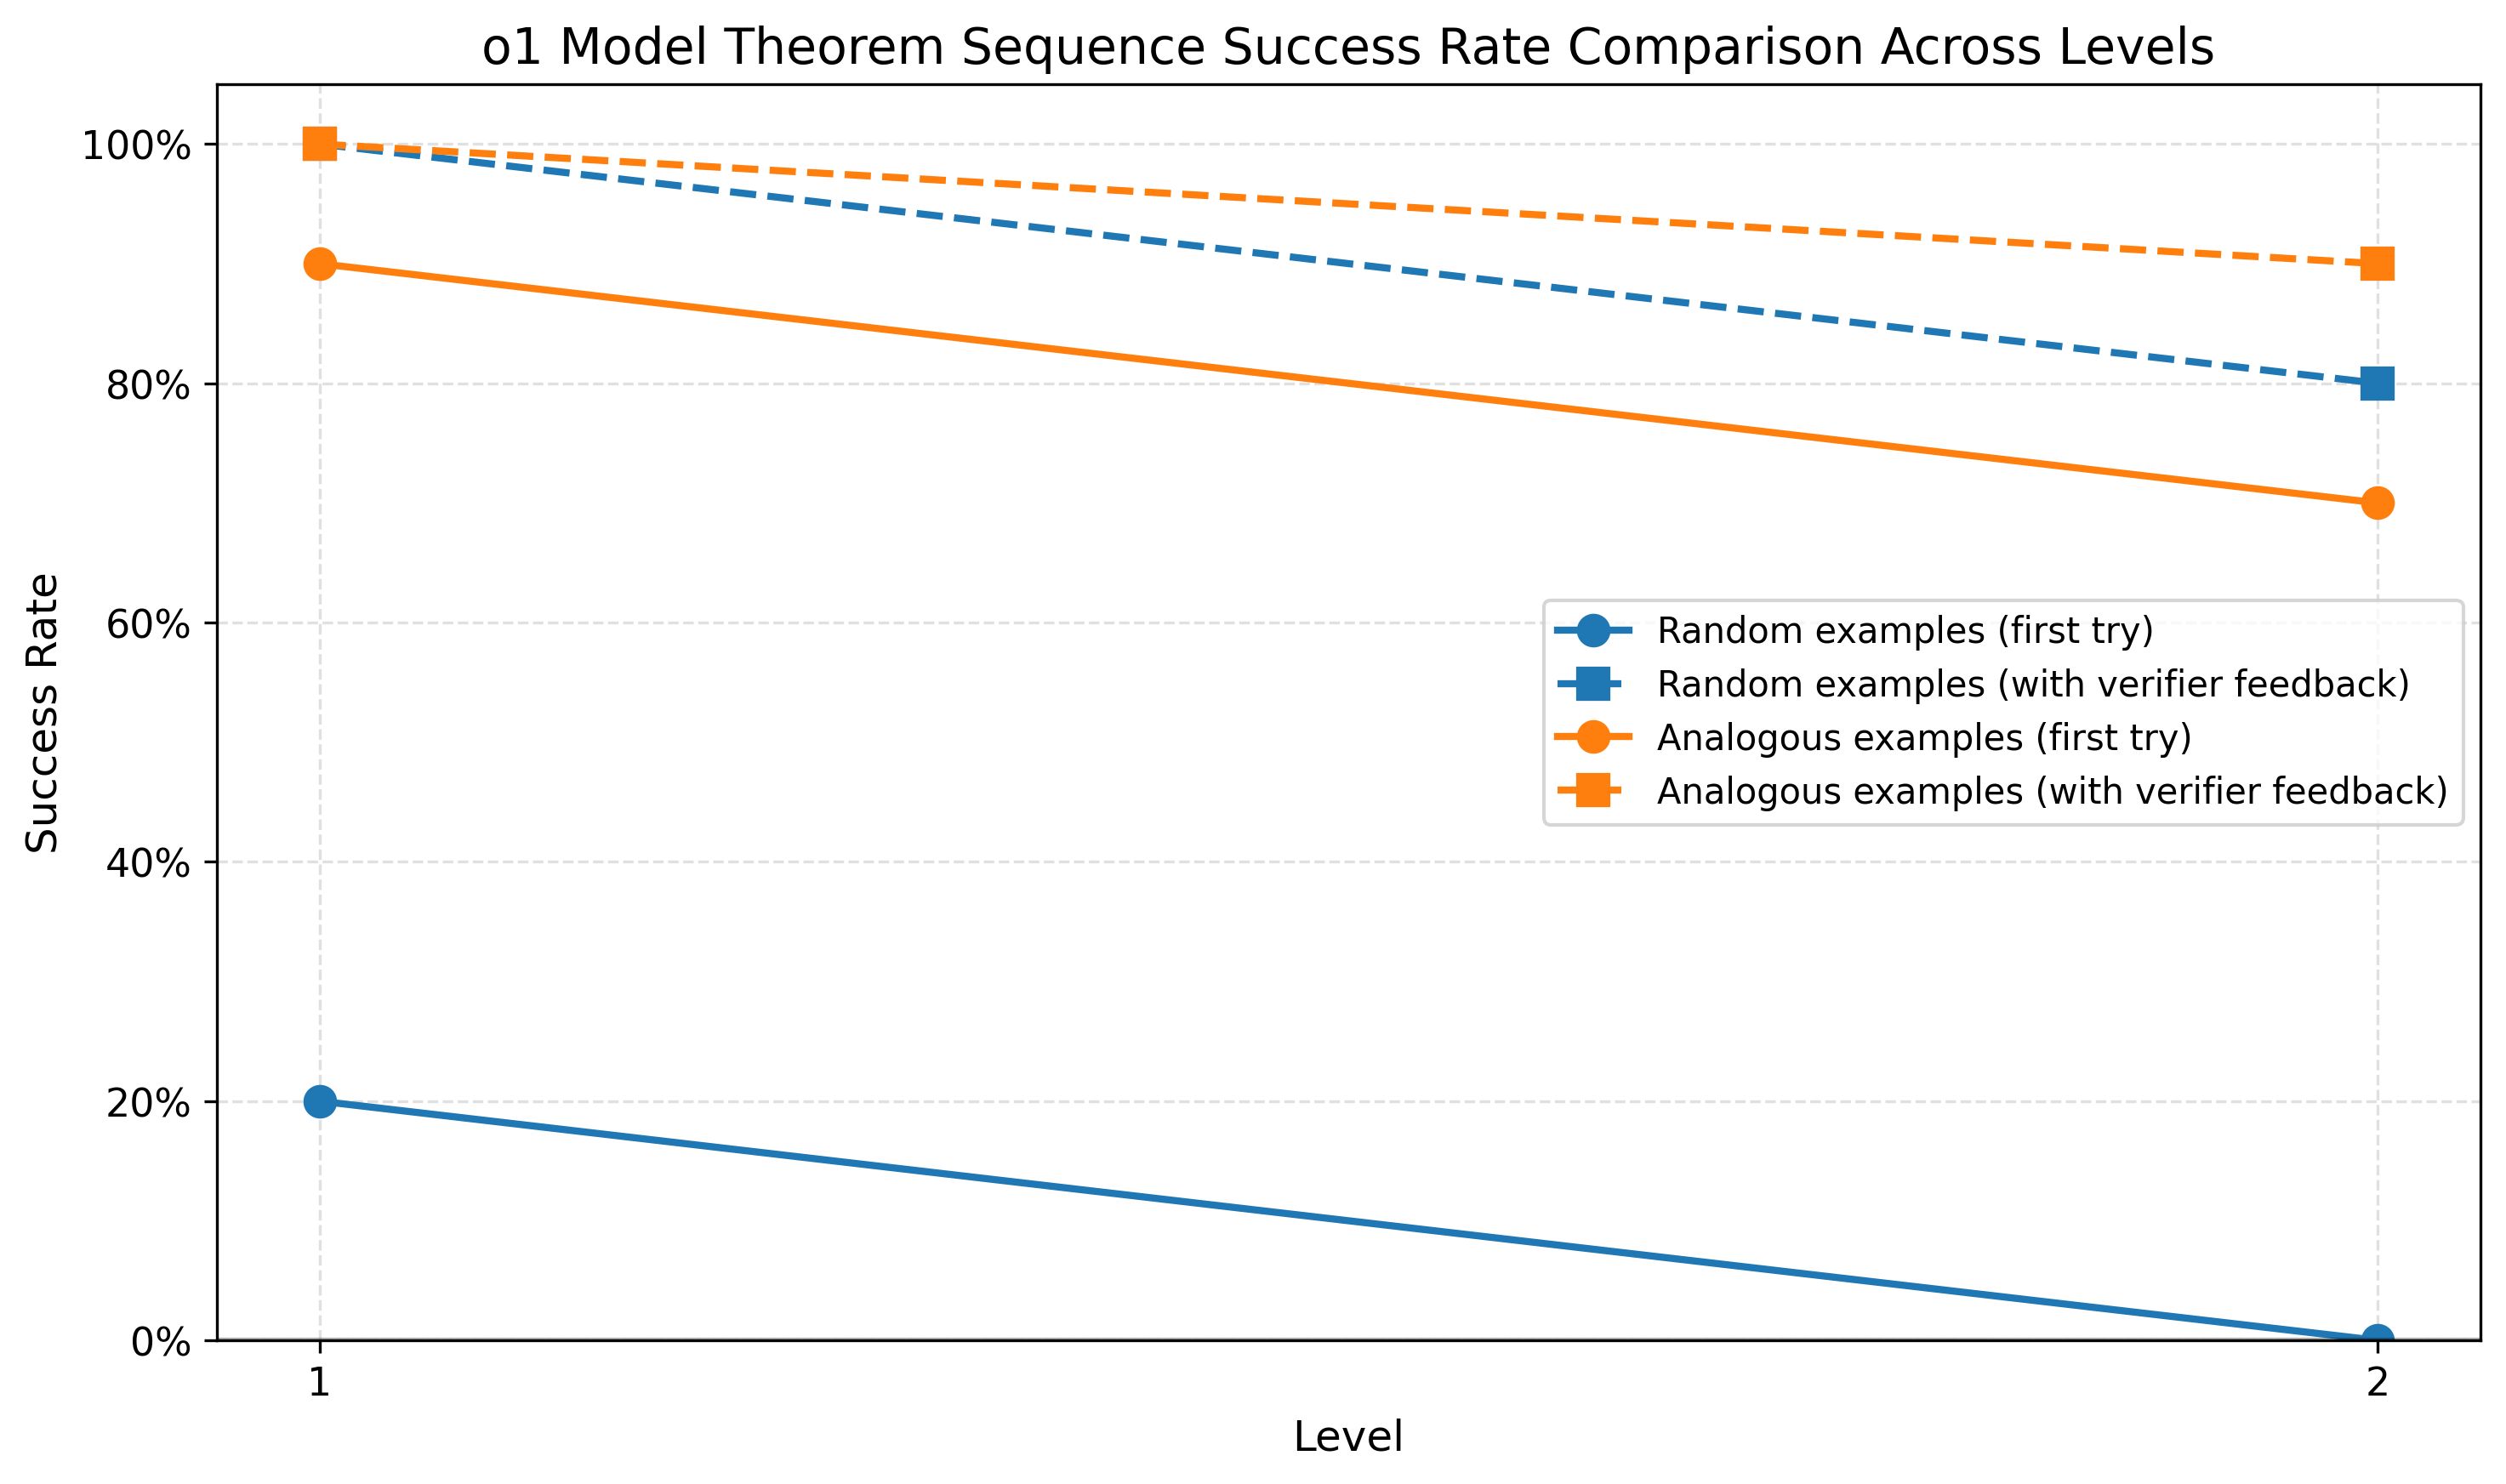 o1 Model Theorem Sequence Success Rate Comparison Across Levels
Success Rate
100%
80%
60%
40%
20%
0%
Random examples (first try)
Random examples (with verifier feedback)
Analogous examples (first try)
Analogous examples (with verifier feedback)
1
2
Level